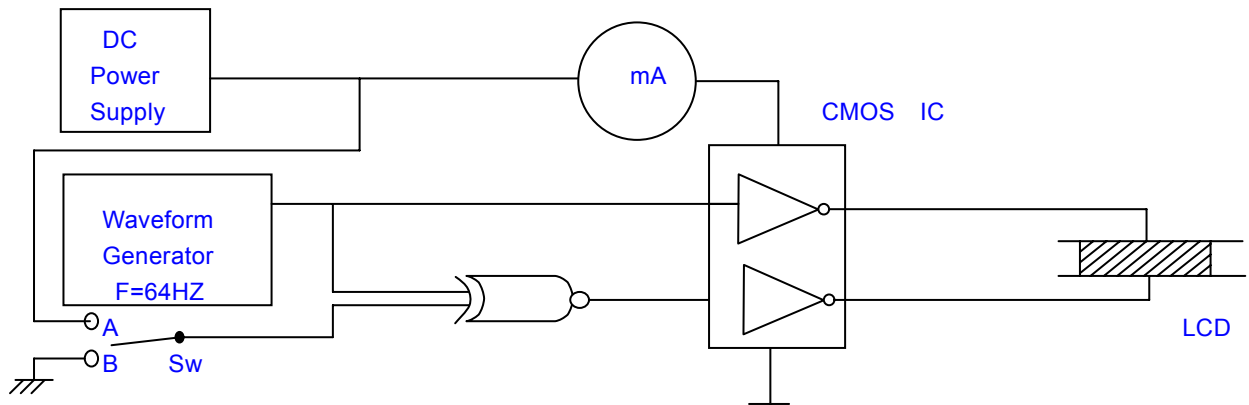 DC
Power
Supply
mA
CMOS IC
Waveform
Generator
F=64HZ
A
B
Sw
LCD